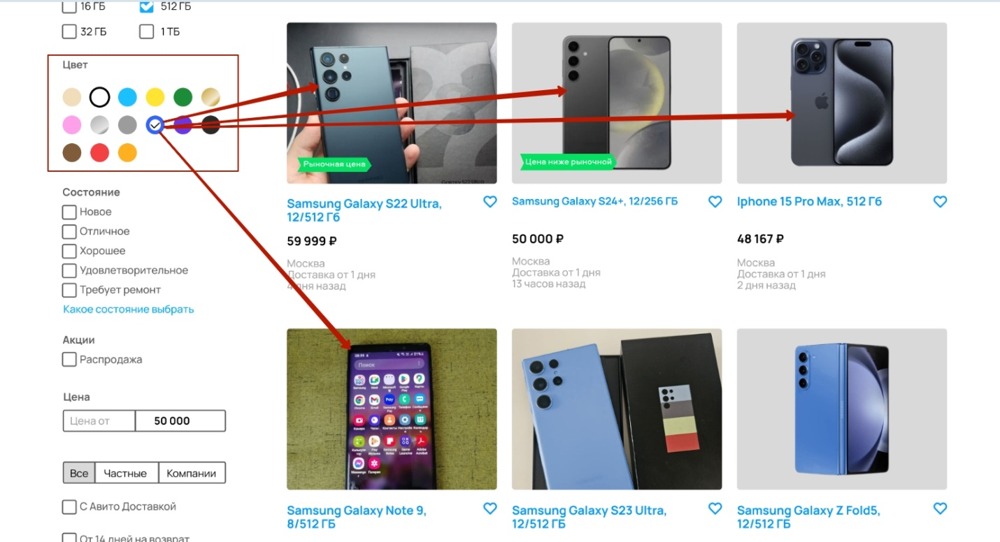 16 ГБ
512 ГБ
32 ГБ
1 ТБ
Цвет
Состояние
Новое
Отличное
Хорошее
Удовлетворительное
Требует ремонт
Какое состояние выбрать
Акции
Распродажа
Цена
Цена от
50 000
Все
Частные
Компании
С Авито Доставкой
От 14 дней на возврат
Рыночная цена
Galaxy S22 Ultra
Samsung Galaxy S22 Ultra,
12/512 Гб
59 999 ₽
Москва
Доставка от 1 дня
4 дня назад
Цена ниже рыночной
Samsung Galaxy S24+, 12/256 ГБ
50 000 ₽
Москва
Доставка от 1 дня
13 часов назад
Iphone 15 Pro Max, 512 Гб
48 167 ₽
Москва
Доставка от 1 дня
2 дня назад
Поиск
Samsung Galaxy Note 9,
8/512 ГБ
Samsung Galaxy S23 Ultra,
12/512 ГБ
Samsung Galaxy Z Fold5,
12/512 ГБ